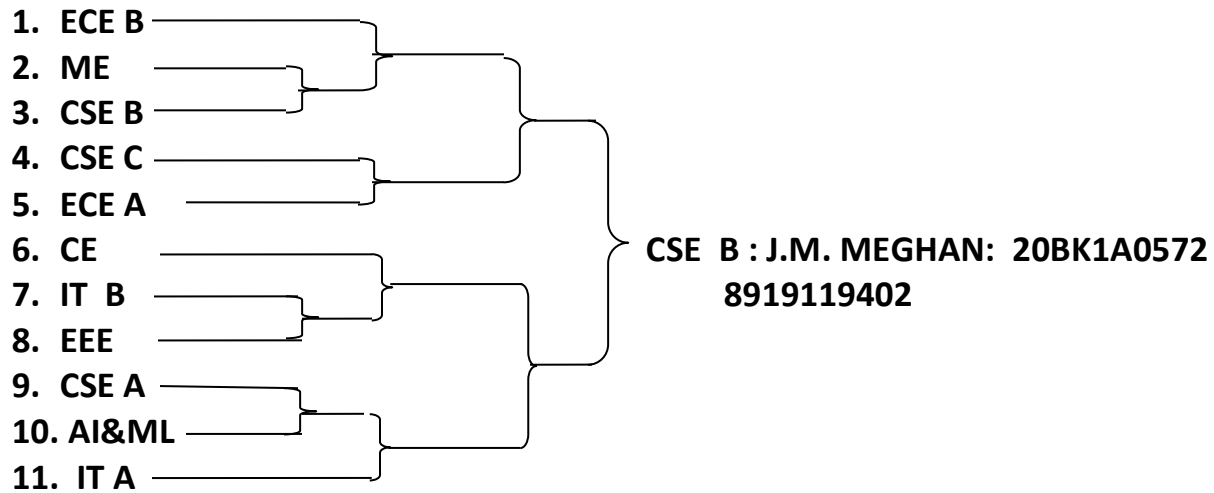 1. ECE B
2. ME
3. CSE B
4. CSE C
5. ECE A
6. CE
7. IT B
8. EEE
9. CSE A
10. AI&ML
11. IT A
CSE B : J.M. MEGHAN: 20BK1A0572
8919119402